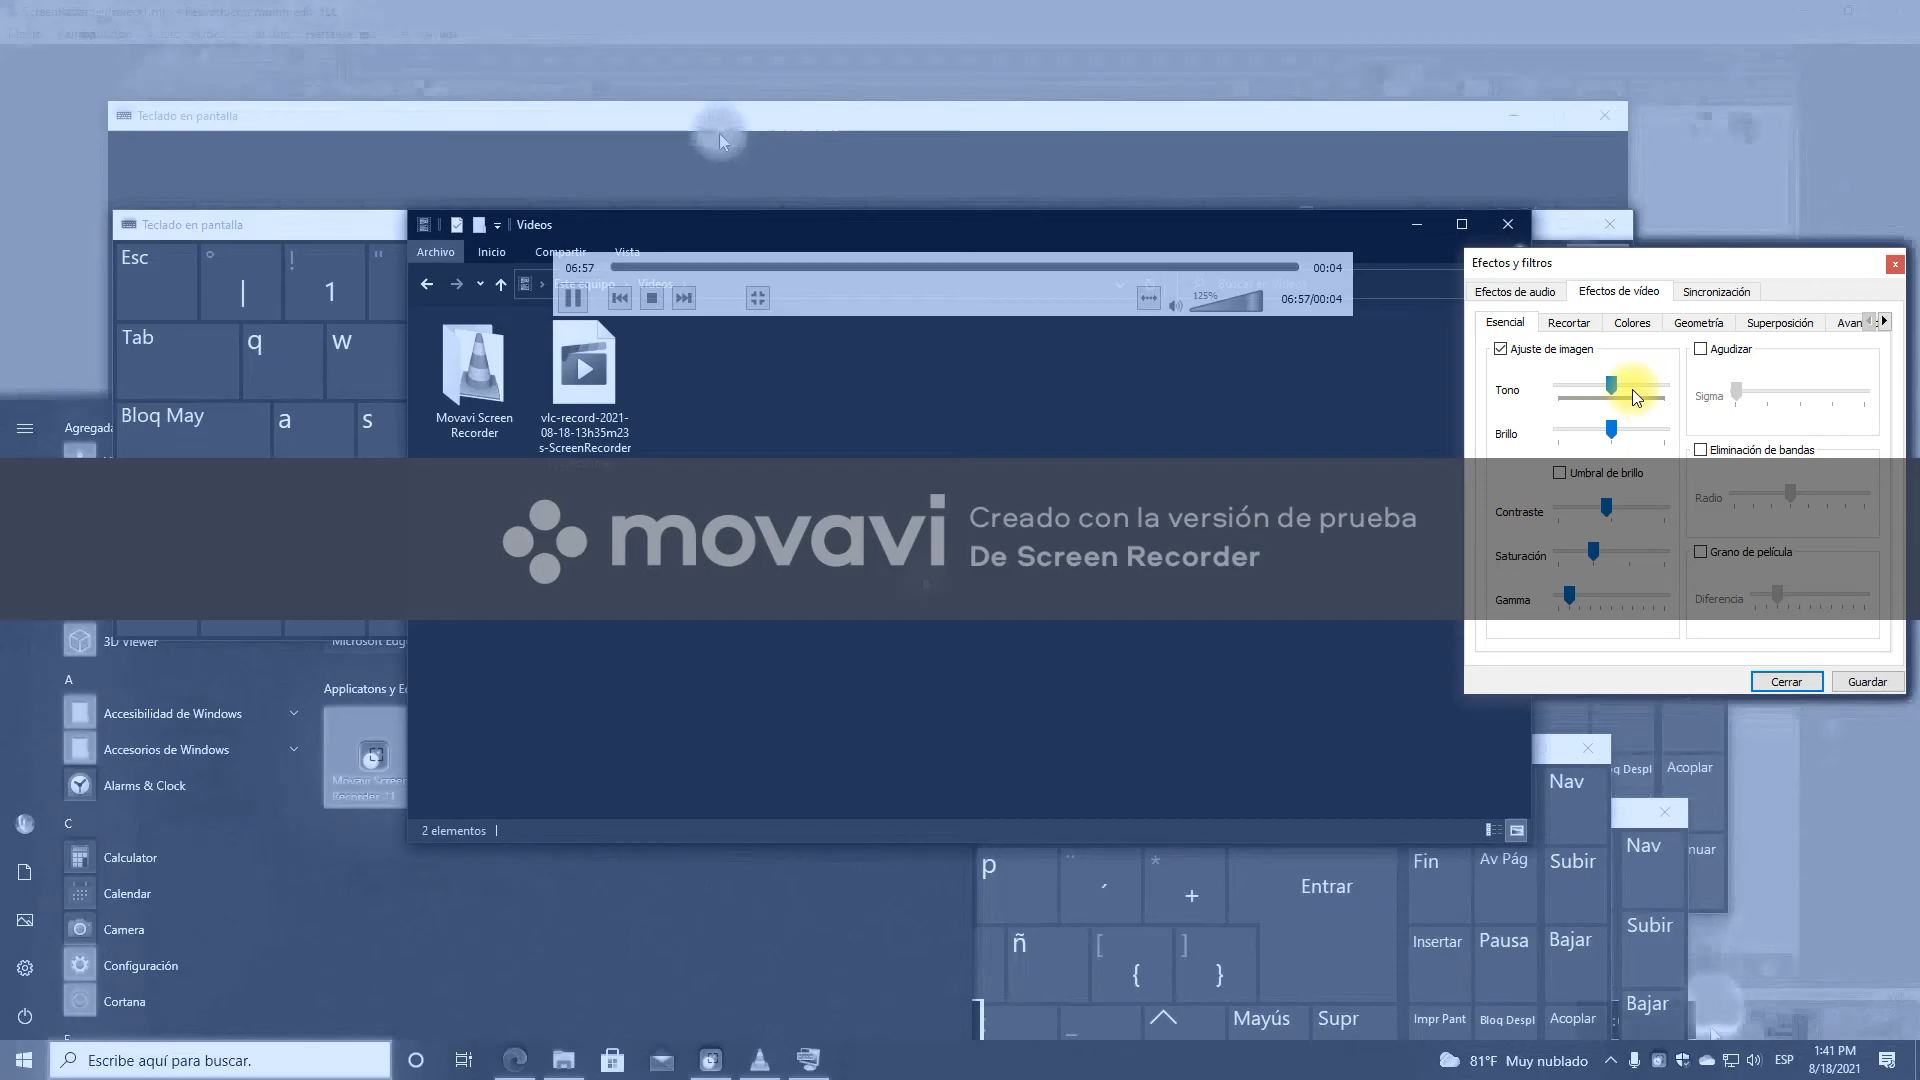 Teclado en pantalla
Teclado en pantalla
Videos
Archivo Inicio Compartir Vista
06:57 00:04
125% 06:57/00:04
Este equipo Videos
Esc ° | ! 1 "
Tab q w
Bloq May a s
Movavi Screen
Recorder
vlc-record-2021-
08-18-13h35m23
s-ScreenRecorder
Efectos y filtros
Efectos de audio Efectos de vídeo Sincronización
Esencial Recortar Colores Geometría Superposición
Ajuste de imagen Agudizar
Tono Sigma
Brillo
Eliminación de bandas
Umbral de brillo
Contraste Radio
Saturación Grano de película
Gamma Diferencia
Cerrar Guardar
movavi
Creado con la versión de prueba
De Screen Recorder
3D Viewer
A
Accesibilidad de Windows
Accesorios de Windows
Alarms & Clock
C
Calculator
Calendar
Camera
Configuración
Cortana
Movavi Screen
2 elementos
Nav
Acoplar
Nav
p ¨ ´ * + Entrar Fin Av Pág Subir
Subir
ñ [ { ] } Insertar Pausa Bajar
Bajar
_ Mayús Supr Impr Pant Bloq Despl Acoplar
Escribe aquí para buscar.
81°F Muy nublado
ESP
1:41 PM
8/18/2021